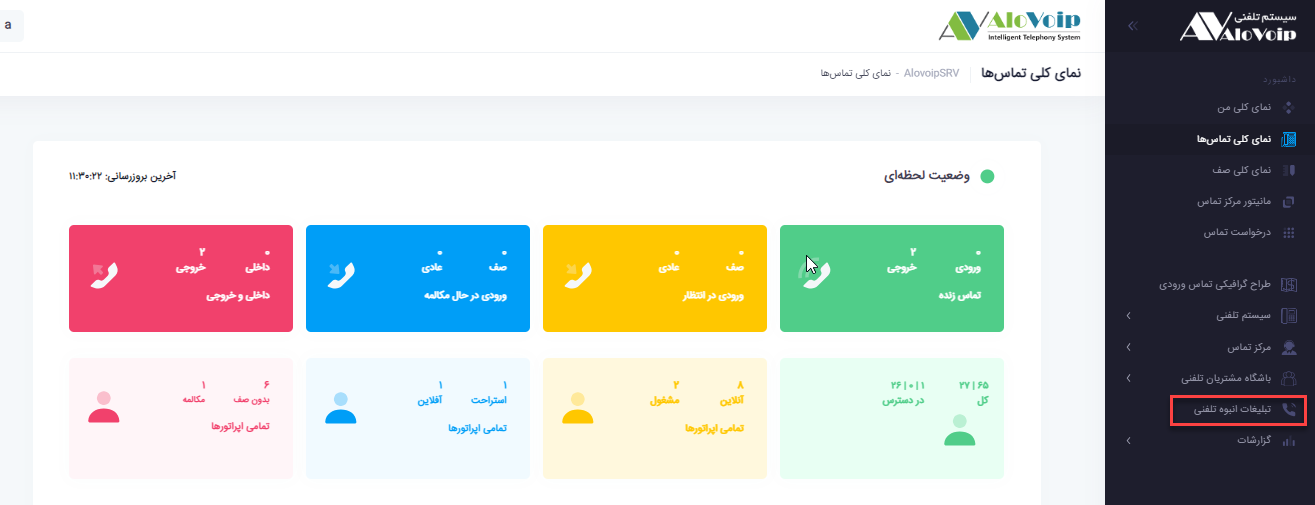 سیستم تلفنی
AloVoip
داشبورد
نمای کلی من
نمای کلی تماس‌ها
نمای کلی صف
مانیتور مرکز تماس
درخواست تماس
طراح گرافیکی تماس ورودی
سیستم تلفنی
مرکز تماس
باشگاه مشتریان تلفنی
تبلیغات انبوه تلفنی
گزارشات
AloVoip
Intelligent Telephony System
a
نمای کلی تماس‌ها
AlovoipSRV - نمای کلی تماس‌ها
وضعیت لحظه‌ای
آخرین بروزرسانی: ۱۱:۳۰:۲۲
۰ ۲
ورودی خروجی
تماس زنده
۰ ۰
صف عادی
ورودی در انتظار
۰ ۰
صف عادی
ورودی در حال مکالمه
۰ ۲
داخلی خروجی
داخلی و خروجی
۶۵ | ۲۷ ۱ | ۰ | ۲۶
کل در دسترس
۸ ۲
آنلاین مشغول
تمامی اپراتورها
۱ ۱
استراحت آفلاین
تمامی اپراتورها
۶ ۱
بدون صف مکالمه
تمامی اپراتورها